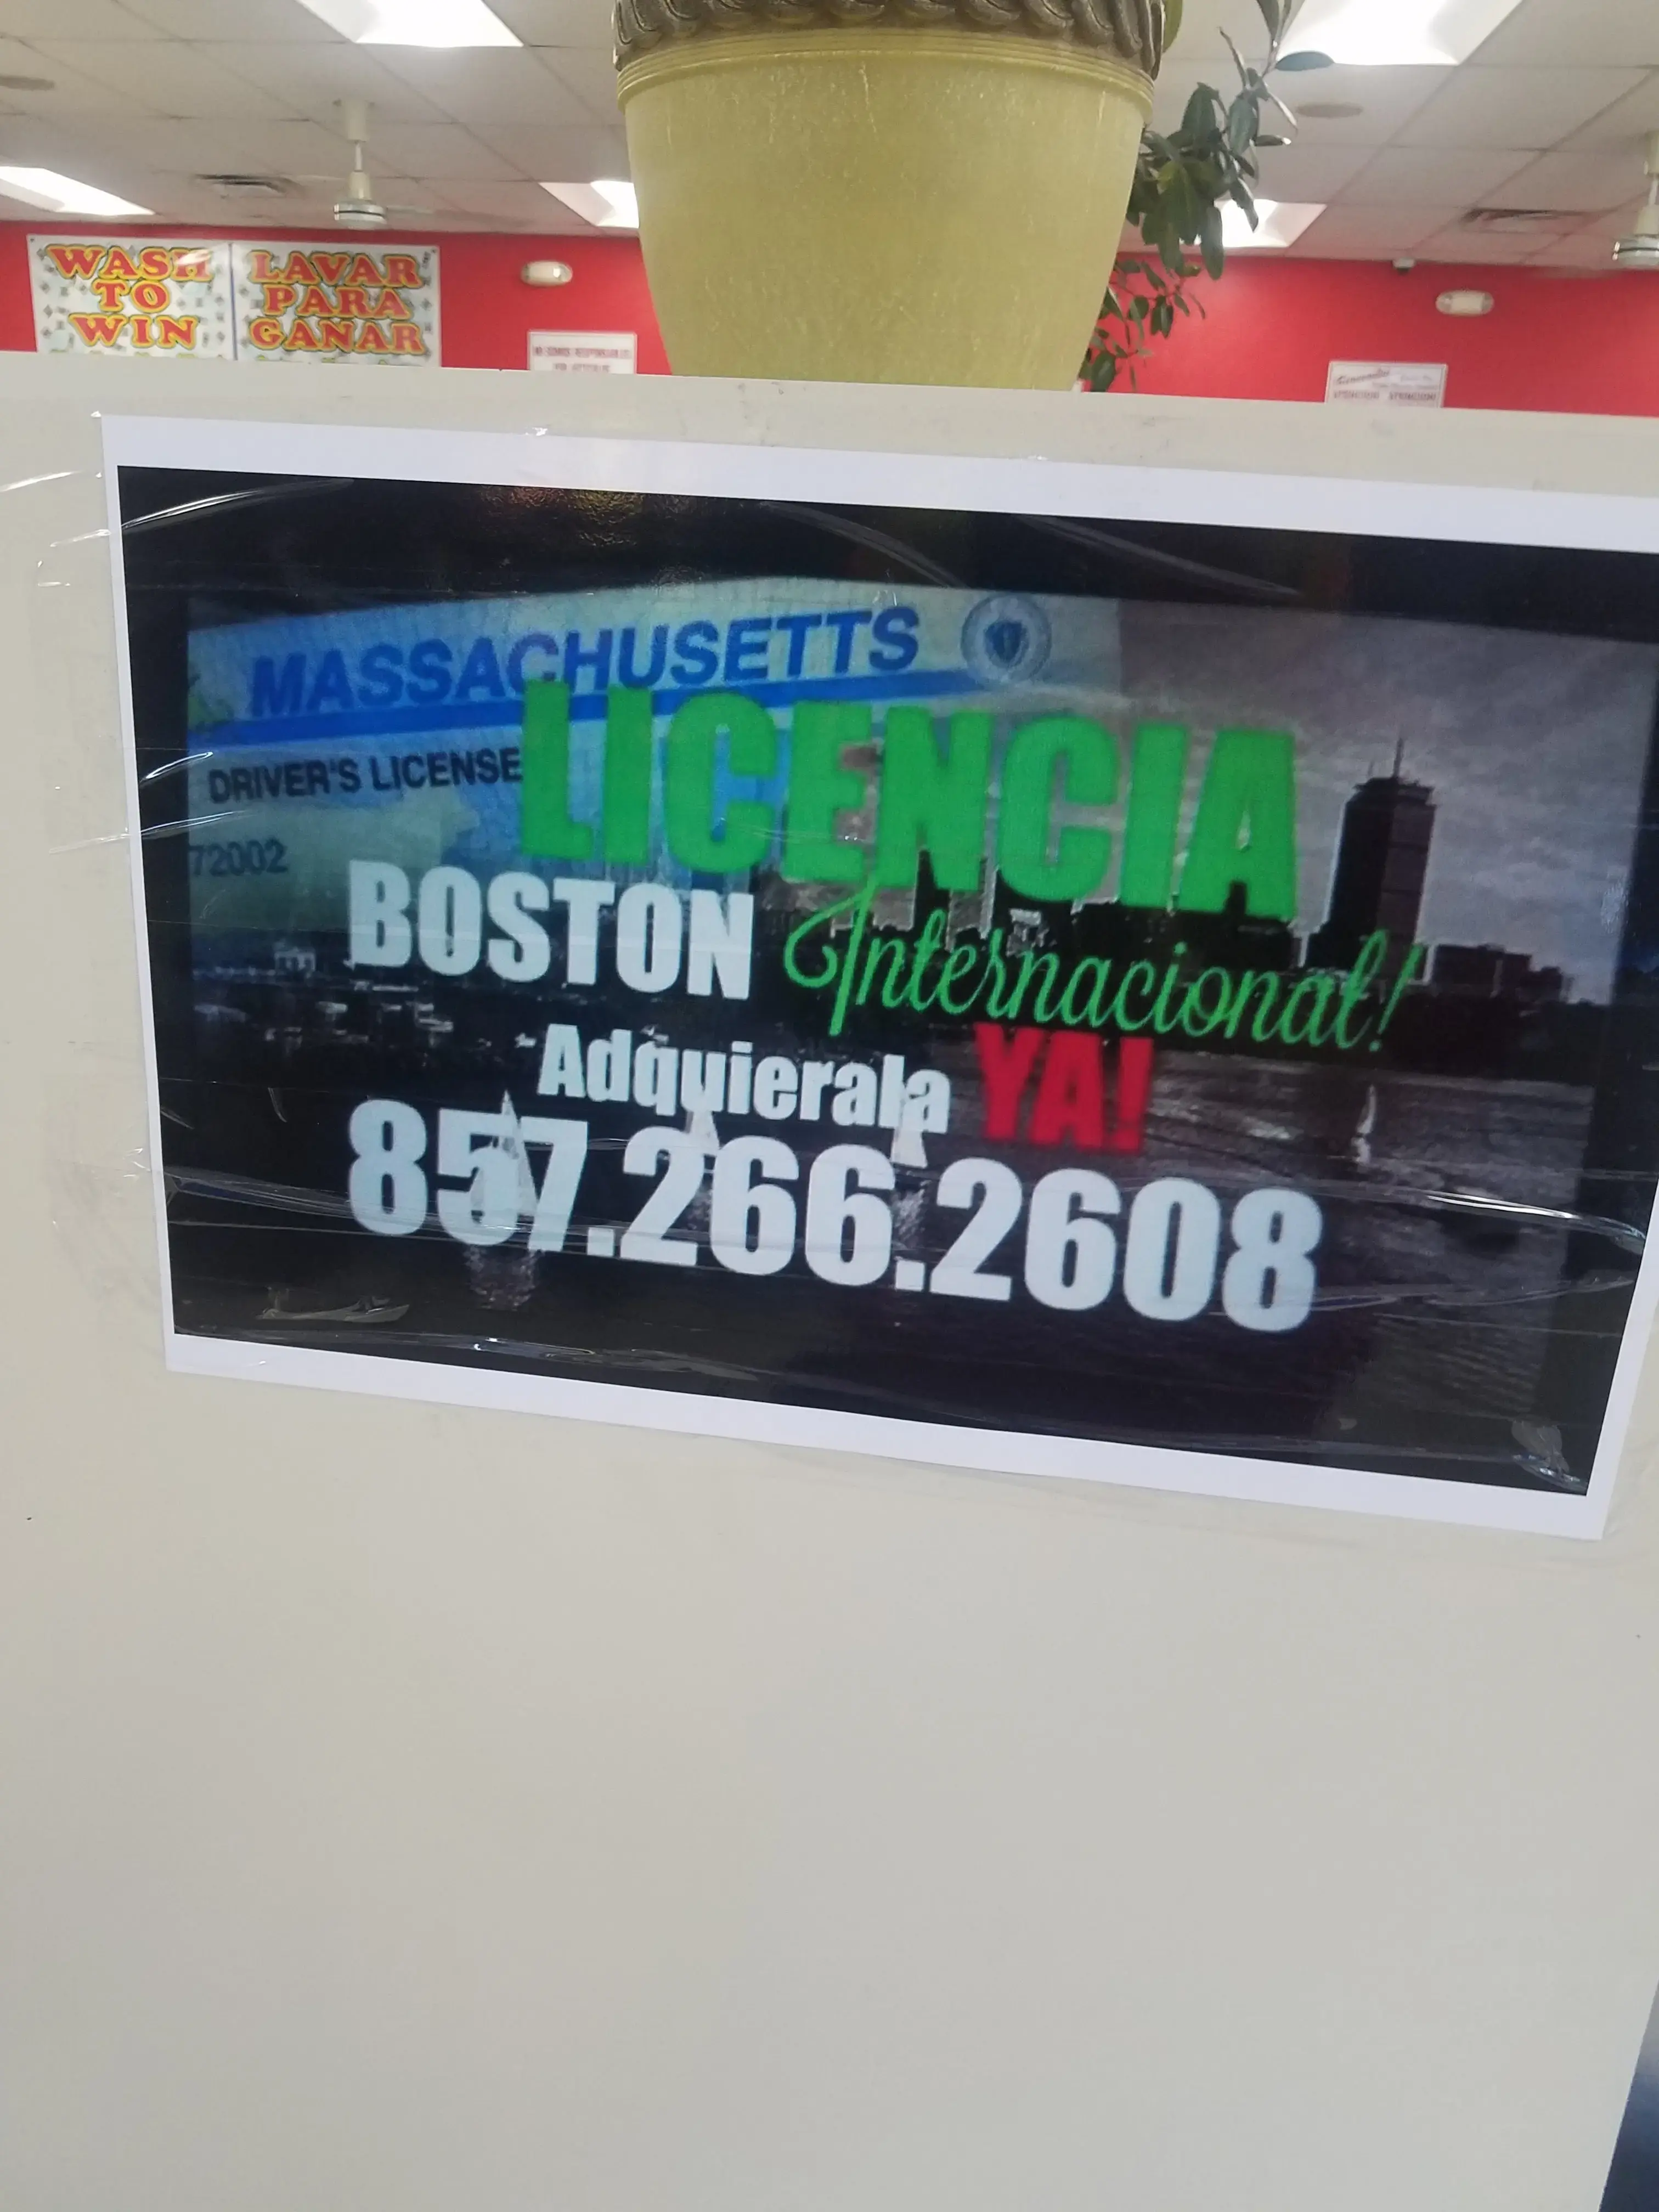 WASH
TO
WIN
LAVAR
PARA
GANAR
MASSACHUSETTS
DRIVER'S LICENSE
72002
LICENCIA
BOSTON Internacional!
Adquierala YA!
857.266.2608